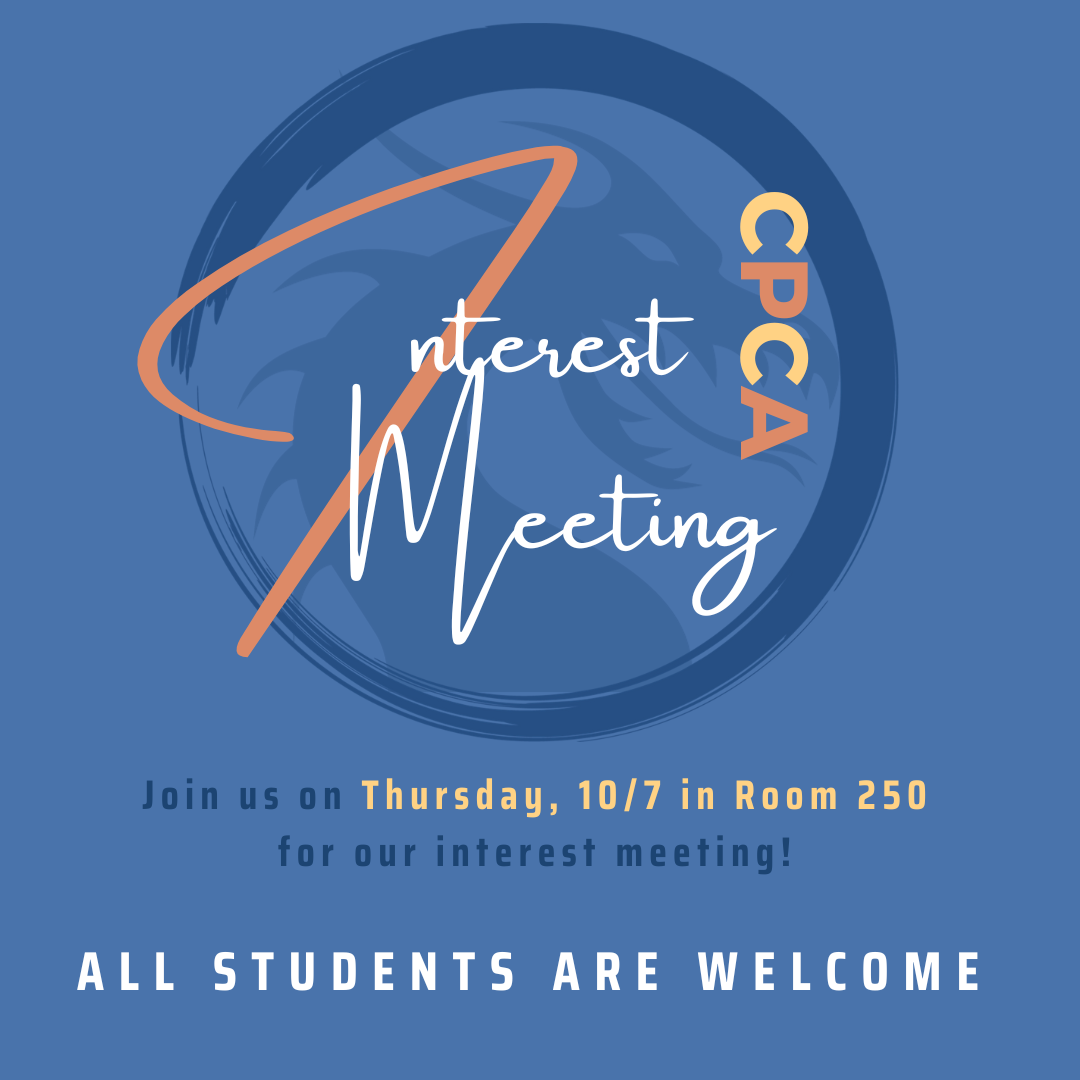 Interest
Meeting
CPCA
Join us on Thursday, 10/7 in Room 250
for our interest meeting!
ALL STUDENTS ARE WELCOME